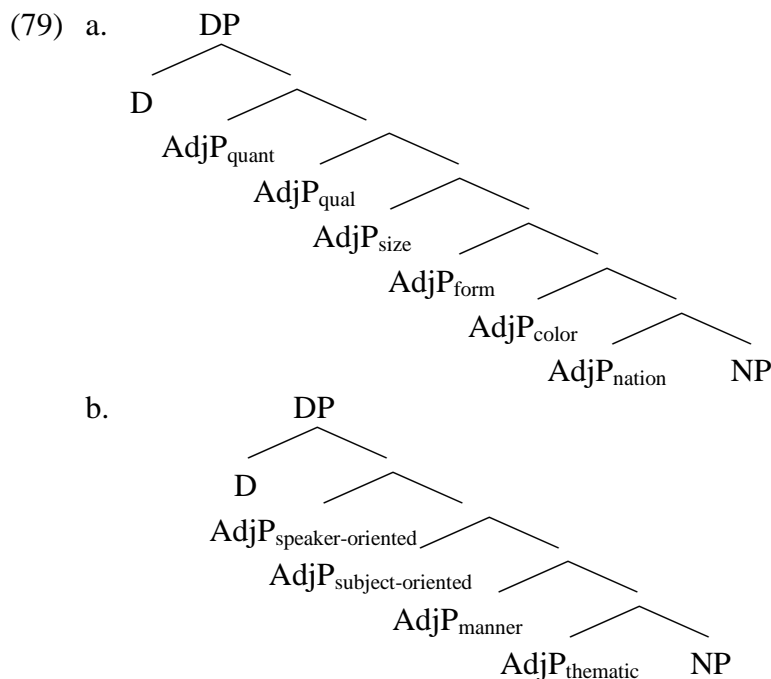 (79) a. DP
D
AdjPquant
AdjPqual
AdjPsize
AdjPform
AdjPcolor
AdjPnation NP
b. DP
D
AdjPspeaker-oriented
AdjPsubject-oriented
AdjPmanner
AdjPthematic NP